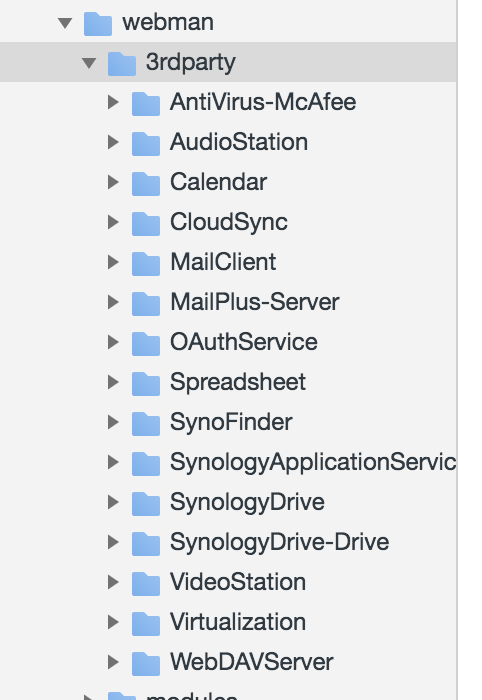 webman
3rdparty
AntiVirus-McAfee
AudioStation
Calendar
CloudSync
MailClient
MailPlus-Server
OAuthService
Spreadsheet
SynoFinder
SynologyApplicationServic
SynologyDrive
SynologyDrive-Drive
VideoStation
Virtualization
WebDAVServer
modules